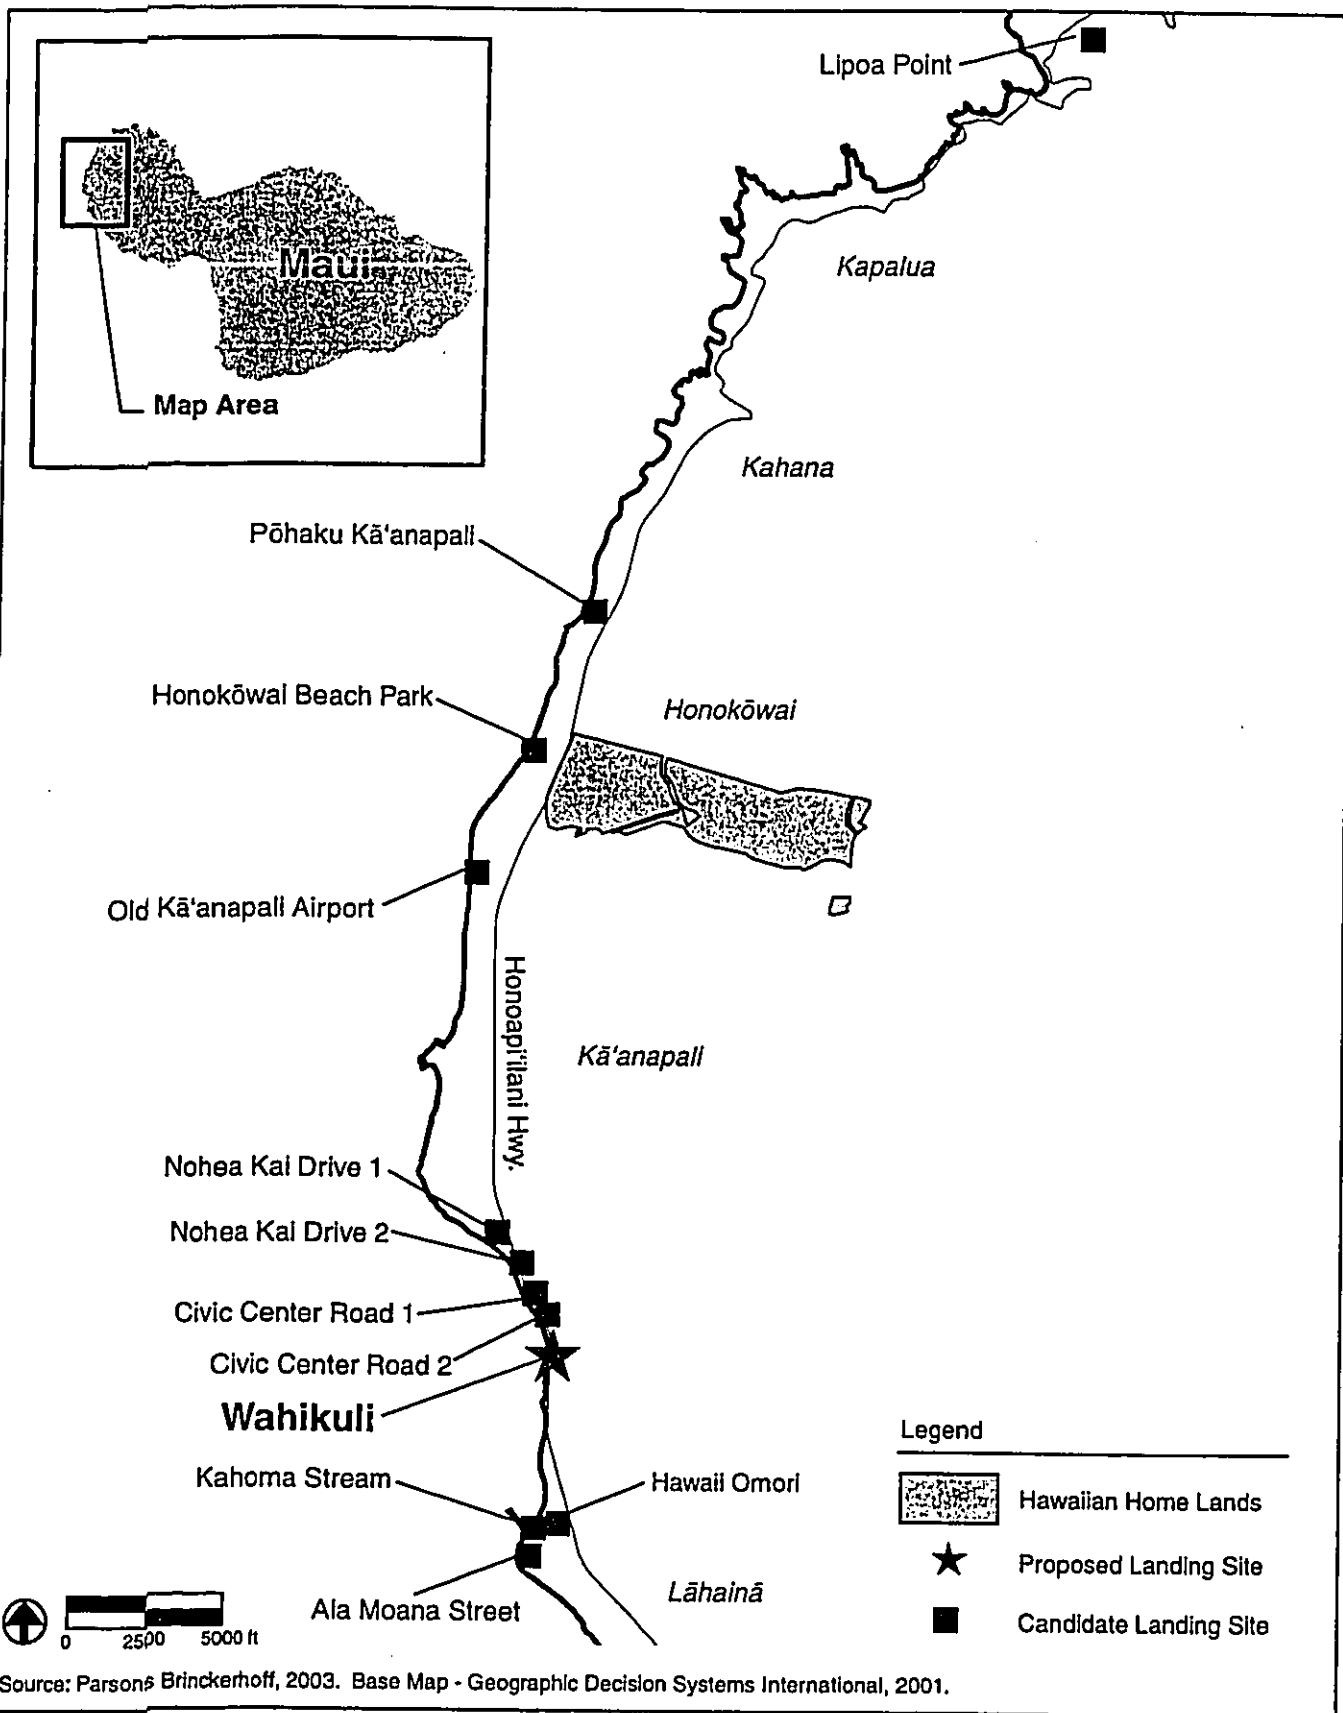 Lipoa Point
Maui
Map Area
Kapalua
Kahana
Pōhaku Kā'anapali
Honokōwai Beach Park
Honokōwai
Old Kā'anapali Airport
Honoapi'ilani Hwy.
Kā'anapali
Nohea Kai Drive 1
Nohea Kai Drive 2
Civic Center Road 1
Civic Center Road 2
Wahikuli
Kahoma Stream
Hawaii Omori
Ala Moana Street
Lāhainā
Legend
Hawaiian Home Lands
Proposed Landing Site
Candidate Landing Site
0 2500 5000 ft
Source: Parsons Brinckerhoff, 2003. Base Map - Geographic Decision Systems International, 2001.